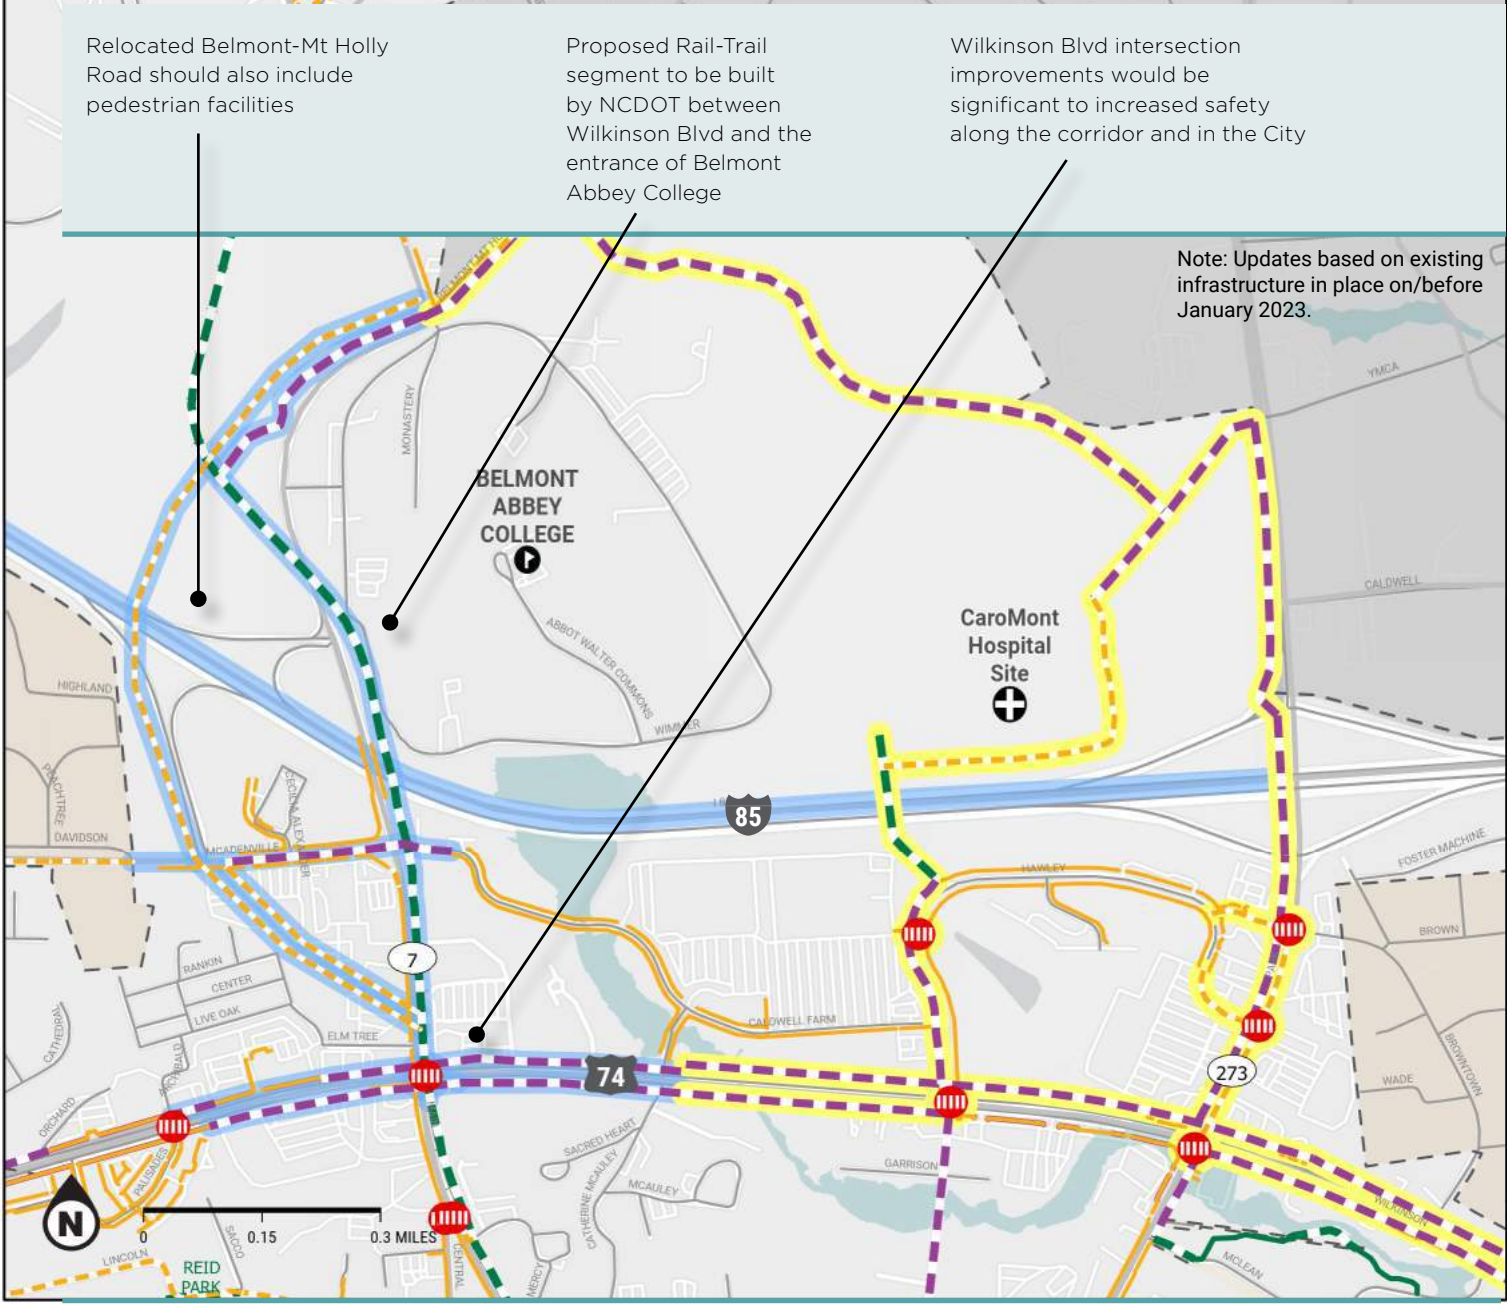 Relocated Belmont-Mt Holly
Road should also include
pedestrian facilities
Proposed Rail-Trail
segment to be built
by NCDOT between
Wilkinson Blvd and the
entrance of Belmont
Abbey College
Wilkinson Blvd intersection
improvements would be
significant to increased safety
along the corridor and in the City
Note: Updates based on existing
infrastructure in place on/before
January 2023.
YMCA
MONASTERY
BELMONT
ABBEY
COLLEGE
CALDWELL
CaroMont
Hospital
Site
ABBOT WALTER COMMONS
HIGHLAND
WIMMER
PEACHTREE
CECILIA ALEXANDER
85
DAVIDSON
MCADENVILLE
HAWLEY
FOSTER MACHINE
BROWN
7
RANKIN
CENTER
LIVE OAK
CATHEDRAL
ELM TREE
CALDWELL FARM
ARCHIBALD
BROWNTOWN
74
273
WADE
ORCHARD
SACRED HEART
PALISADES
GARRISON
CATHERINE MCAULEY
MCAULEY
WILKINSON
N
0
0.15
0.3 MILES
SACCO
LINCOLN
REID
PARK
CENTRAL
MERCY
MCLEAN